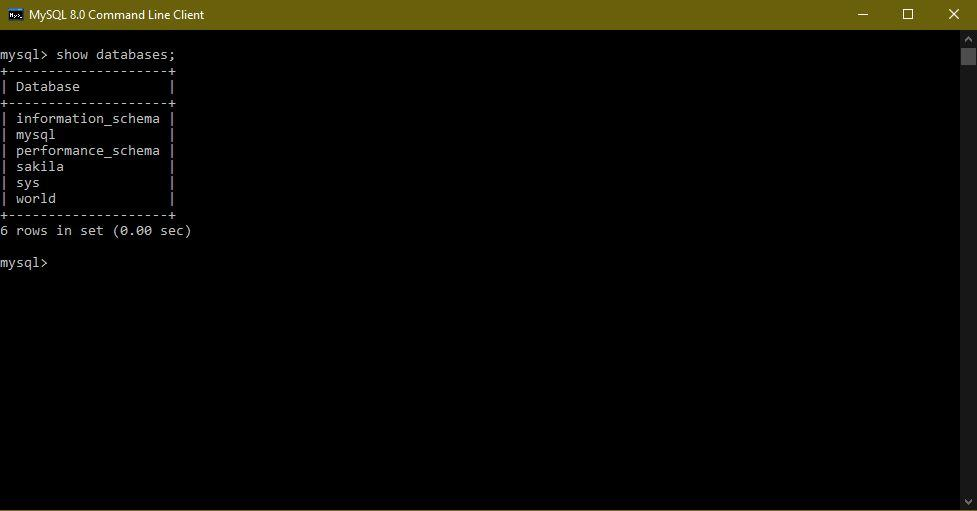 MySQL 8.0 Command Line Client
mysql> show databases;
+--------------------+
| Database           |
+--------------------+
| information_schema |
| mysql              |
| performance_schema |
| sakila             |
| sys                |
| world              |
+--------------------+
6 rows in set (0.00 sec)
mysql>